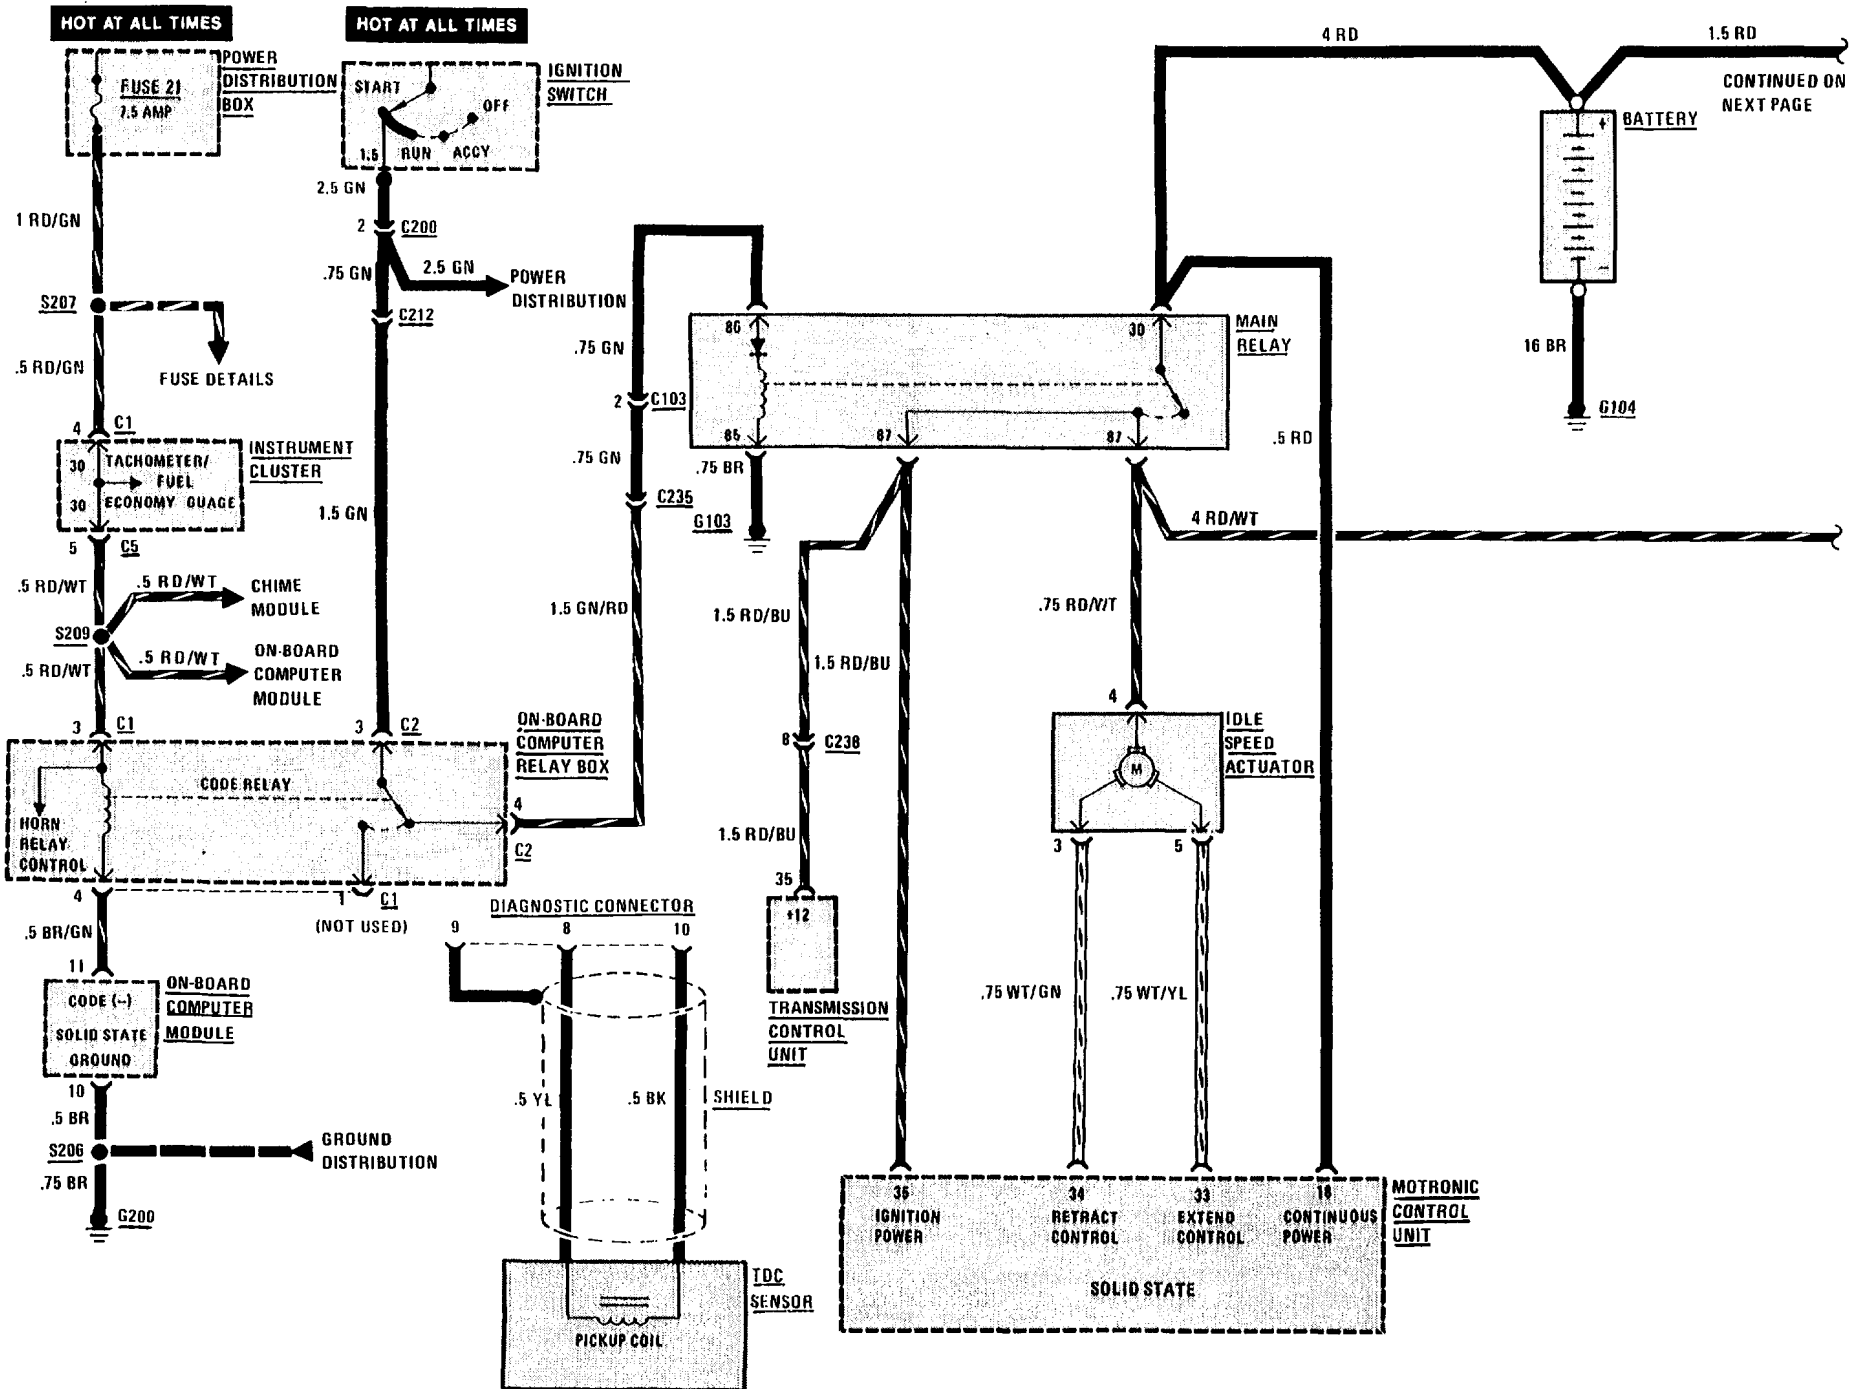 HOT AT ALL TIMES
HOT AT ALL TIMES
POWER
DISTRIBUTION
BOX
FUSE 21
7.5 AMP
IGNITION
SWITCH
START
OFF
RUN
ACCY
1.5
2.5 GN
1 RD/GN
2
C200
.75 GN
2.5 GN
POWER
DISTRIBUTION
S207
C212
.5 RD/GN
FUSE DETAILS
4
C1
30
TACHOMETER/
FUEL
30
ECONOMY GUAGE
INSTRUMENT
CLUSTER
5
C5
1.5 GN
.5 RD/WT
.5 RD/WT
CHIME
MODULE
S209
.5 RD/WT
.5 RD/WT
ON-BOARD
COMPUTER
MODULE
3
C1
3
C2
ON-BOARD
COMPUTER
RELAY BOX
CODE RELAY
HORN
RELAY
CONTROL
4
C2
4
1
C1
(NOT USED)
.5 BR/GN
11
CODE (-)
SOLID STATE
GROUND
ON-BOARD
COMPUTER
MODULE
10
.5 BR
S206
GROUND
DISTRIBUTION
.75 BR
G200
4 RD
1.5 RD
CONTINUED ON
NEXT PAGE
BATTERY
+
-
16 BR
G104
86
30
MAIN
RELAY
.75 GN
2
C103
.75 GN
85
87
87
.75 BR
.5 RD
C235
G103
4 RD/WT
1.5 GN/RD
1.5 RD/BU
1.5 RD/BU
.75 RD/WT
8
C238
1.5 RD/BU
35
+12
TRANSMISSION
CONTROL
UNIT
4
IDLE
SPEED
ACTUATOR
M
3
5
.75 WT/GN
.75 WT/YL
DIAGNOSTIC CONNECTOR
9
8
10
.5 YL
.5 BK
SHIELD
TDC
SENSOR
PICKUP COIL
35
IGNITION
POWER
34
RETRACT
CONTROL
33
EXTEND
CONTROL
18
CONTINUOUS
POWER
MOTRONIC
CONTROL
UNIT
SOLID STATE